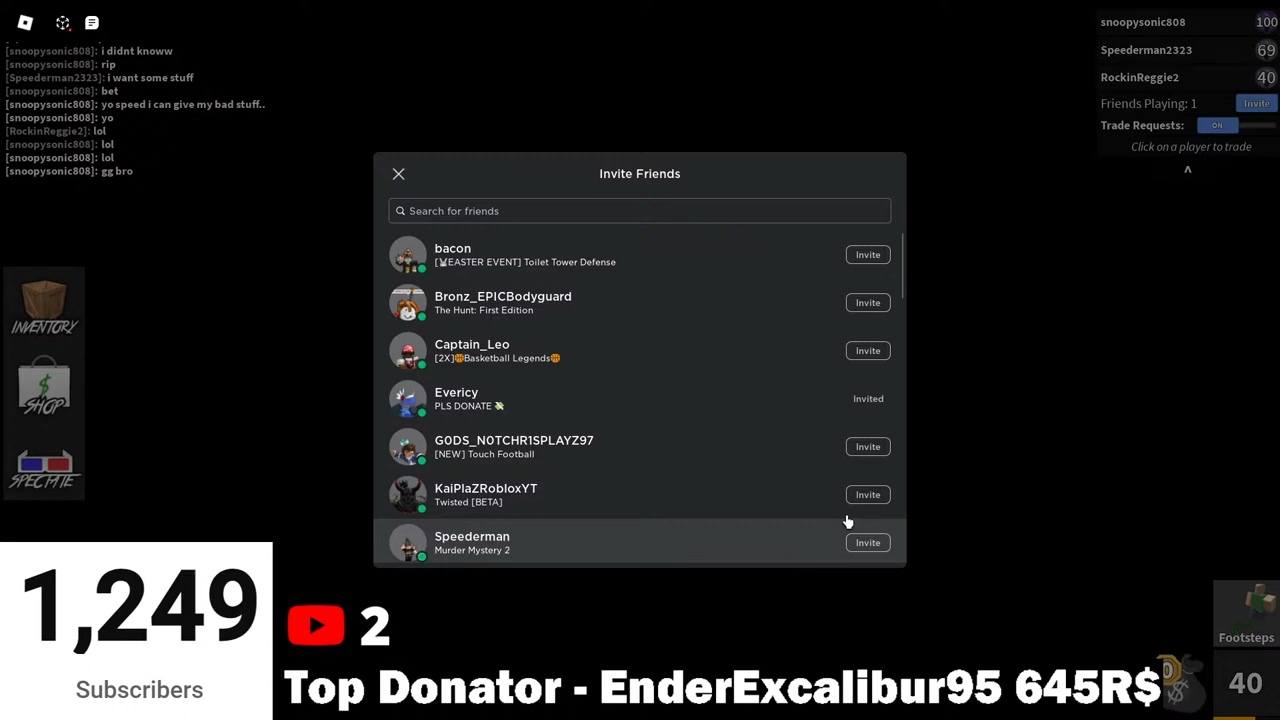 [snoopysonic808]: i didnt knoww
[snoopysonic808]: rip
[Speederman2323]: i want some stuff
[snoopysonic808]: bet
[snoopysonic808]: yo speed i can give my bad stuff..
[snoopysonic808]: yo
[RockinReggie2]: lol
[snoopysonic808]: lol
[snoopysonic808]: lol
[snoopysonic808]: gg bro
snoopysonic808 100
Speederman2323 69
RockinReggie2 40
Friends Playing: 1 Invite
Trade Requests: ON
Click on a player to trade
Invite Friends
Search for friends
bacon
[🐰EASTER EVENT] Toilet Tower Defense
Invite
Bronz_EPICBodyguard
The Hunt: First Edition
Invite
Captain_Leo
[2X]🏀Basketball Legends🏀
Invite
Evericy
PLS DONATE 💸
Invited
G0DS_N0TCHR1SPLAYZ97
[NEW] Touch Football
Invite
KaiPlaZRobloxYT
Twisted [BETA]
Invite
Speederman
Murder Mystery 2
Invite
INVENTORY
SHOP
SPECTATE
1,249
Subscribers
2
Top Donator - EnderExcalibur95 645R$
Footsteps
40